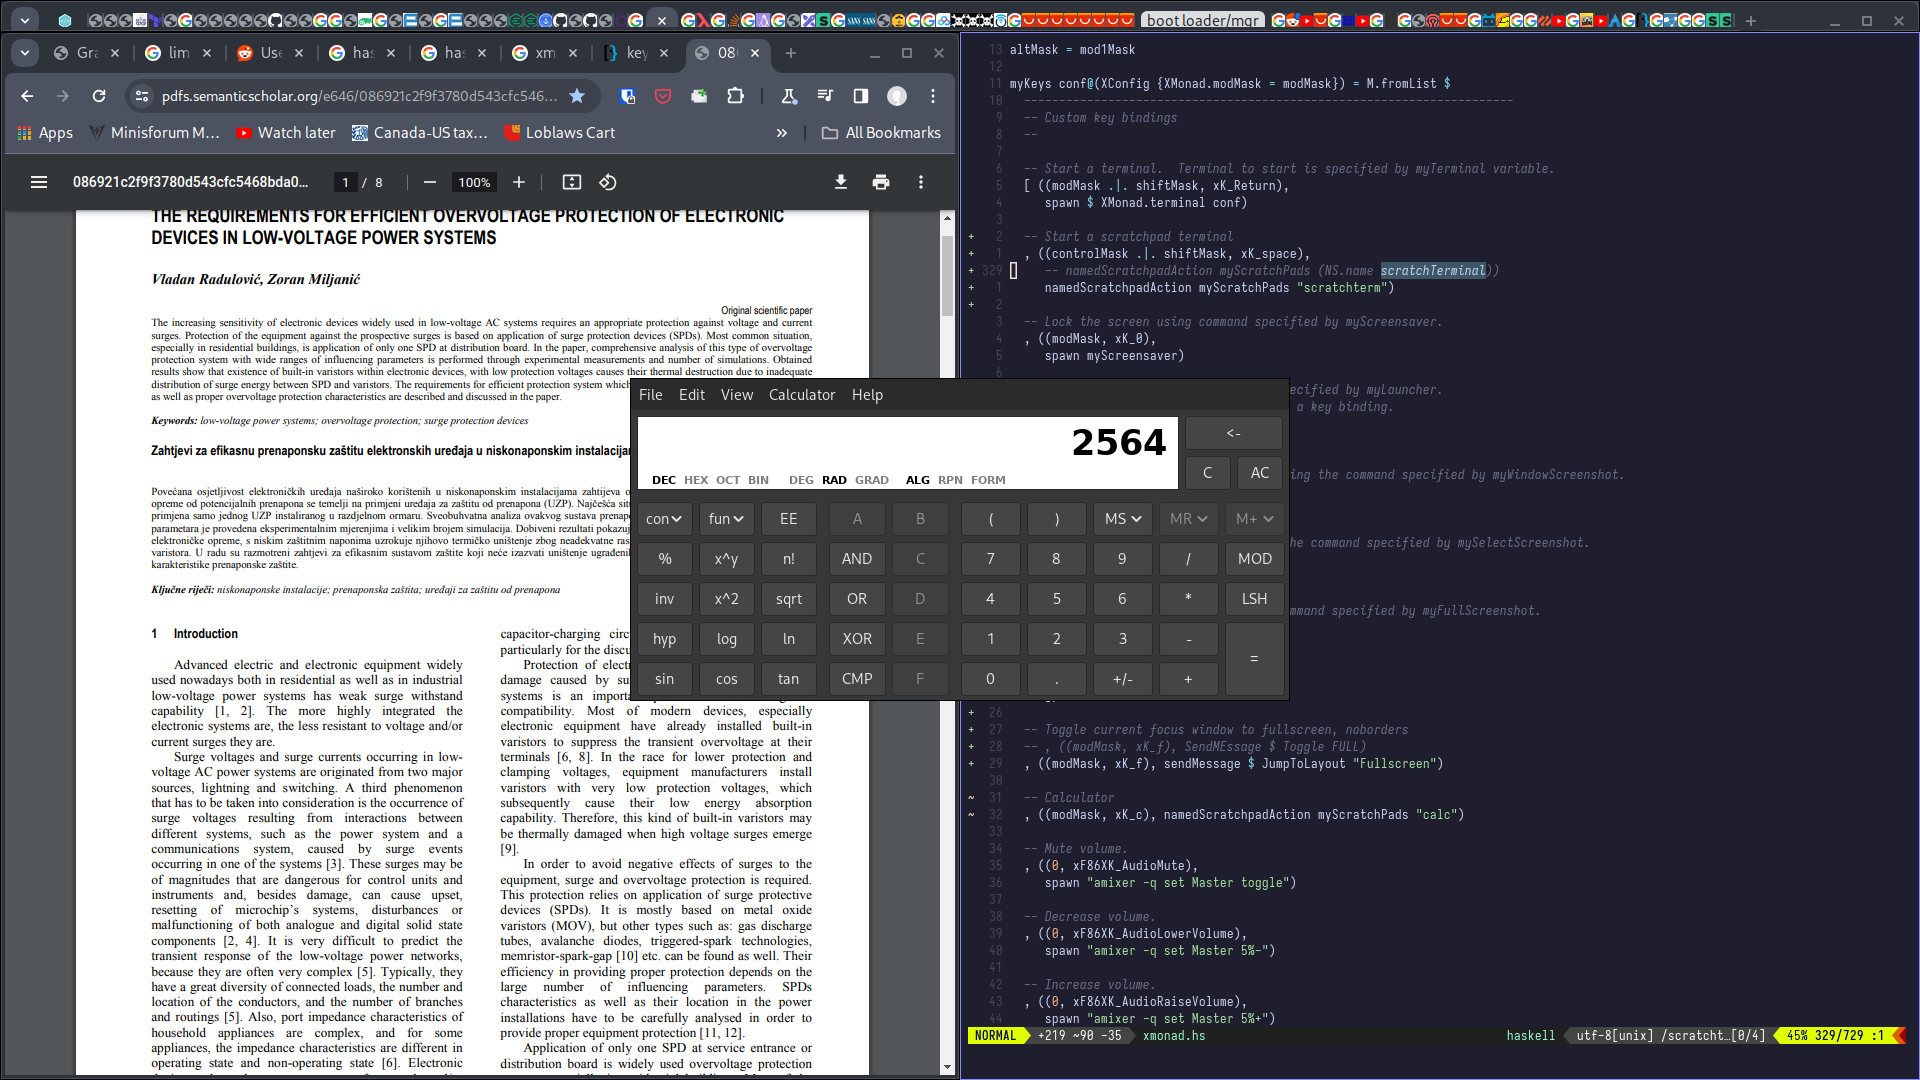 boot loader/mgr
Gra
lim
Use
has
has
xm
key
08
pdfs.semanticscholar.org/e646/086921c2f9f3780d543cfc546...
Apps
Minisforum M...
Watch later
Canada-US tax...
Loblaws Cart
»
All Bookmarks
086921c2f9f3780d543cfc5468bda0...
1 / 8
100%
THE REQUIREMENTS FOR EFFICIENT OVERVOLTAGE PROTECTION OF ELECTRONIC
DEVICES IN LOW-VOLTAGE POWER SYSTEMS
Vladan Radulović, Zoran Miljanić
Original scientific paper
The increasing sensitivity of electronic devices widely used in low-voltage AC systems requires an appropriate protection against voltage and current
surges. Protection of the equipment against the prospective surges is based on application of surge protection devices (SPDs). Most common situation,
especially in residential buildings, is application of only one SPD at distribution board. In the paper, comprehensive analysis of this type of overvoltage
protection system with wide ranges of influencing parameters is performed through experimental measurements and number of simulations. Obtained
results show that existence of built-in varistors within electronic devices, with low protection voltages causes their thermal destruction due to inadequate
distribution of surge energy between SPD and varistors. The requirements for efficient protection system which
as well as proper overvoltage protection characteristics are described and discussed in the paper.
Keywords: low-voltage power systems; overvoltage protection; surge protection devices
Zahtjevi za efikasnu prenaponsku zaštitu elektronskih uređaja u niskonaponskim instalacijam
Povećana osjetljivost elektroničkih uređaja naširoko korištenih u niskonaponskim instalacijama zahtijeva o
opreme od potencijalnih prenapona se temelji na primjeni uređaja za zaštitu od prenapona (UZP). Najčešća situ
primjena samo jednog UZP instaliranog u razdjelnom ormaru. Sveobuhvatna analiza ovakvog sustava prenapo
parametara je provedena eksperimentalnim mjerenjima i velikim brojem simulacija. Dobiveni rezultati pokazuj
elektroničke opreme, s niskim zaštitnim naponima uzrokuje njihovo termičko uništenje zbog neadekvatne ras
varistora. U radu su razmotreni zahtjevi za efikasnim sustavom zaštite koji neće izazvati uništenje ugrađeni
karakteristike prenaponske zaštite.
Ključne riječi: niskonaponske instalacije; prenaponska zaštita; uređaji za zaštitu od prenapona
1 Introduction
Advanced electric and electronic equipment widely
used nowadays both in residential as well as in industrial
low-voltage power systems has weak surge withstand
capability [1, 2]. The more highly integrated the
electronic systems are, the less resistant to voltage and/or
current surges they are.
Surge voltages and surge currents occurring in low-
voltage AC power systems are originated from two major
sources, lightning and switching. A third phenomenon
that has to be taken into consideration is the occurrence of
surge voltages resulting from interactions between
different systems, such as the power system and a
communications system, caused by surge events
occurring in one of the systems [3]. These surges may be
of magnitudes that are dangerous for control units and
instruments and, besides damage, can cause upset,
resetting of microchip's systems, disturbances or
malfunctioning of both analogue and digital solid state
components [2, 4]. It is very difficult to predict the
transient response of the low-voltage power networks,
because they are often very complex [5]. Typically, they
have a great diversity of connected loads, the number and
location of the conductors, and the number of branches
and routings [5]. Also, port impedance characteristics of
household appliances are complex, and for some
appliances, the impedance characteristics are different in
operating state and non-operating state [6]. Electronic
capacitor-charging circ
particularly for the discu
Protection of electr
damage caused by su
systems is an importa
compatibility. Most of modern devices, especially
electronic equipment have already installed built-in
varistors to suppress the transient overvoltage at their
terminals [6, 8]. In the race for lower protection and
clamping voltages, equipment manufacturers install
varistors with very low protection voltages, which
subsequently cause their low energy absorption
capability. Therefore, this kind of built-in varistors may
be thermally damaged when high voltage surges emerge
[9].
In order to avoid negative effects of surges to the
equipment, surge and overvoltage protection is required.
This protection relies on application of surge protective
devices (SPDs). It is mostly based on metal oxide
varistors (MOV), but other types such as: gas discharge
tubes, avalanche diodes, triggered-spark technologies,
memristor-spark-gap [10] etc. can be found as well. Their
efficiency in providing proper protection depends on the
large number of influencing parameters. SPDs
characteristics as well as their location in the power
installations have to be carefully analysed in order to
provide proper equipment protection [11, 12].
Application of only one SPD at service entrance or
distribution board is widely used overvoltage protection
File Edit View Calculator Help
2564
DEC HEX OCT BIN DEG RAD GRAD ALG RPN FORM
<-
C AC
con fun EE A B ( ) MS MR M+
% x^y n! AND C 7 8 9 / MOD
inv x^2 sqrt OR D 4 5 6 * LSH
hyp log ln XOR E 1 2 3 - =
sin cos tan CMP F 0 . +/- +
13 altMask = mod1Mask
12
11 myKeys conf@(XConfig {XMonad.modMask = modMask}) = M.fromList $
10 ----------------------------------------------------------------------
9 -- Custom key bindings
8 --
7
6 -- Start a terminal. Terminal to start is specified by myTerminal variable.
5 [ ((modMask .|. shiftMask, xK_Return),
4 spawn $ XMonad.terminal conf)
3
+ 2 -- Start a scratchpad terminal
+ 1 , ((controlMask .|. shiftMask, xK_space),
+ 329 -- namedScratchpadAction myScratchPads (NS.name scratchTerminal))
+ 1 namedScratchpadAction myScratchPads "scratchterm")
+ 2
3 -- Lock the screen using command specified by myScreensaver.
4 , ((modMask, xK_0),
5 spawn myScreensaver)
6
ecified by myLauncher.
a key binding.
ing the command specified by myWindowScreenshot.
he command specified by mySelectScreenshot.
mmand specified by myFullScreenshot.
+ 26
+ 27 -- Toggle current focus window to fullscreen, noborders
+ 28 -- , ((modMask, xK_f), SendMEssage $ Toggle FULL)
+ 29 , ((modMask, xK_f), sendMessage $ JumpToLayout "Fullscreen")
30
~ 31 -- Calculator
~ 32 , ((modMask, xK_c), namedScratchpadAction myScratchPads "calc")
33
34 -- Mute volume.
35 , ((0, xF86XK_AudioMute),
36 spawn "amixer -q set Master toggle")
37
38 -- Decrease volume.
39 , ((0, xF86XK_AudioLowerVolume),
40 spawn "amixer -q set Master 5%-")
41
42 -- Increase volume.
43 , ((0, xF86XK_AudioRaiseVolume),
44 spawn "amixer -q set Master 5%+")
NORMAL +219 ~90 -35 xmonad.hs haskell utf-8[unix] /scratcht…[0/4] 45% 329/729 :1